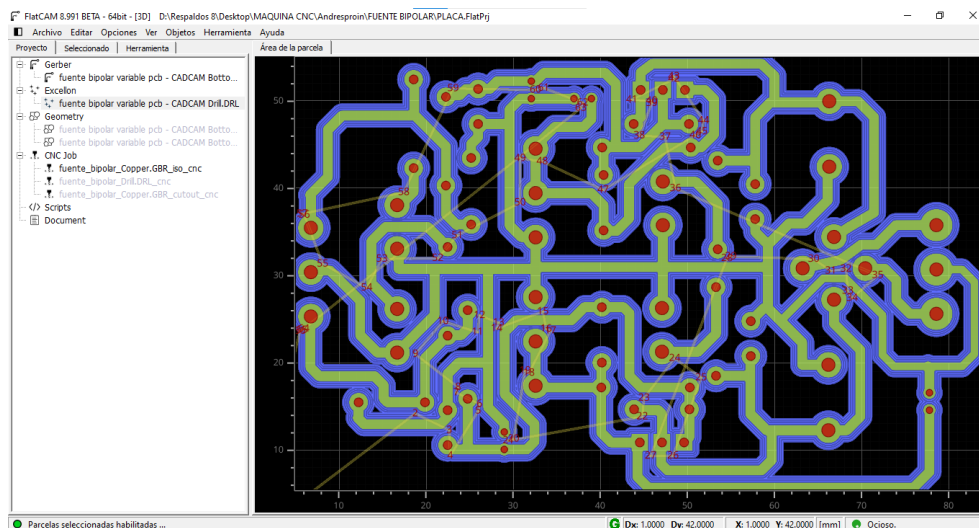 FlatCAM 8.991 BETA - 64bit - [3D] D:\Respaldos 8\Desktop\MAQUINA CNC\Andresproin\FUENTE BIPOLAR\PLACA.FlatPrj
Archivo Editar Opciones Ver Objetos Herramienta Ayuda
Proyecto Seleccionado Herramienta Área de la parcela
Gerber
fuente bipolar variable pcb - CADCAM Botto...
Excellon
fuente bipolar variable pcb - CADCAM Drill.DRL
Geometry
fuente bipolar variable pcb - CADCAM Botto...
fuente bipolar variable pcb - CADCAM Botto...
CNC Job
fuente_bipolar_Copper.GBR_iso_cnc
fuente_bipolar_Drill.DRL_cnc
fuente_bipolar_Copper.GBR_cutout_cnc
Scripts
Document
50
40
30
20
10
10 20 30 40 50 60 70 80
Parcelas seleccionadas habilitadas ... Dx: 1.0000 Dy: 42.0000 X: 1.0000 Y: 42.0000 [mm] Ocioso.